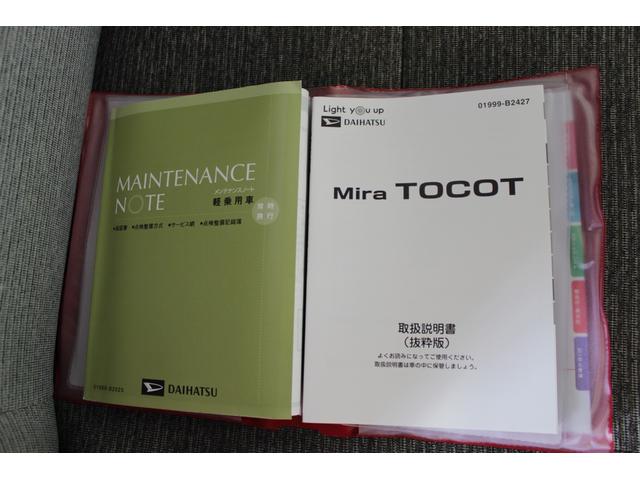 MAINTENANCE
NOTE
メンテナンスノート
軽乗用車
●保証書 ●点検整備方式 ●サービス網 ●点検整備記録簿
01999-B2025
DAIHATSU
Light you up
DAIHATSU
01999-B2427
Mira TOCOT
取扱説明書
(抜粋版)
よくお読みになってご使用ください。
取扱説明書は車の中に保管しましょう。